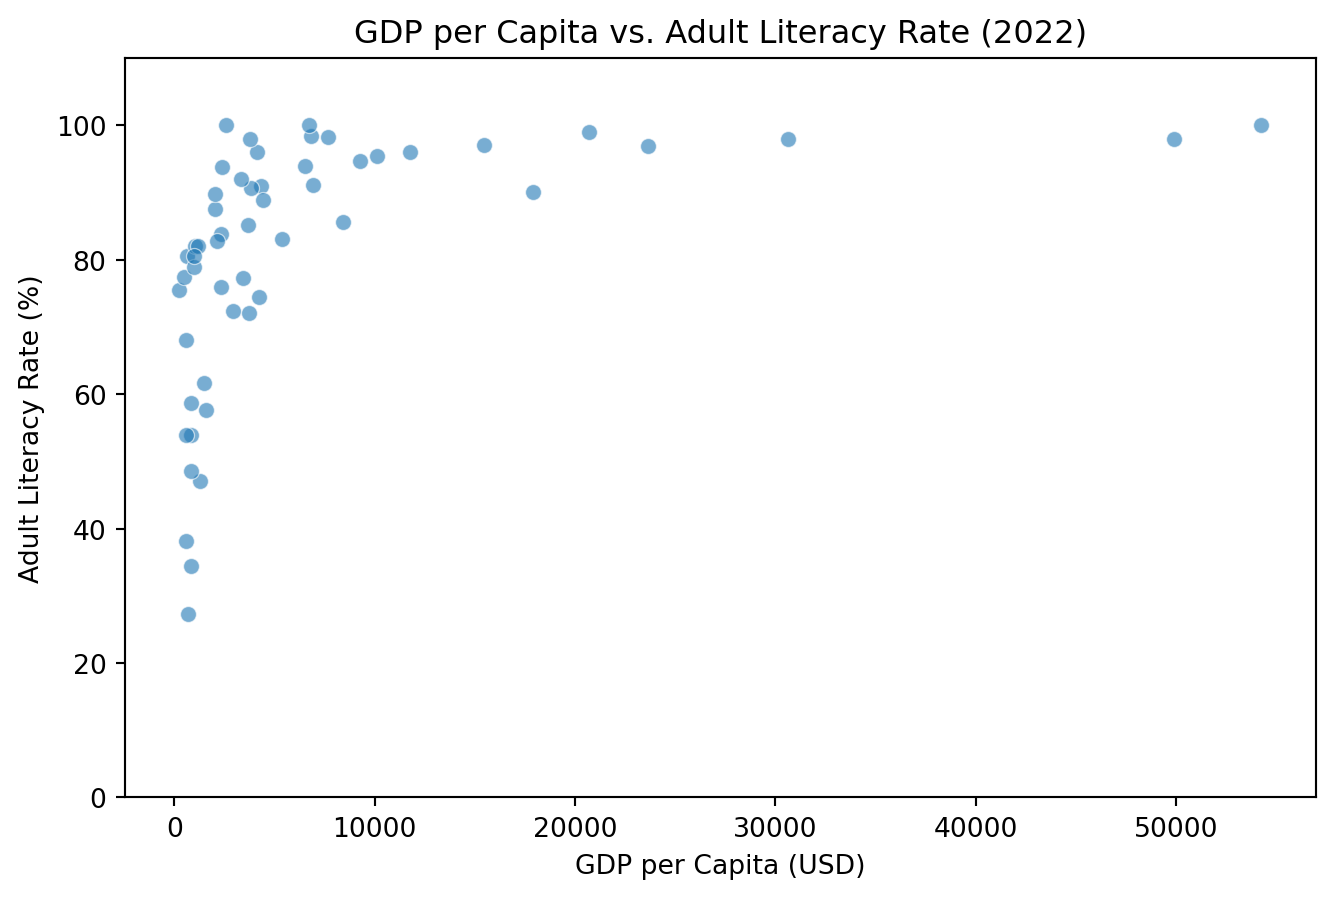 GDP per Capita vs. Adult Literacy Rate (2022)
Adult Literacy Rate (%)
100
80
60
40
20
0
0 10000 20000 30000 40000 50000
GDP per Capita (USD)